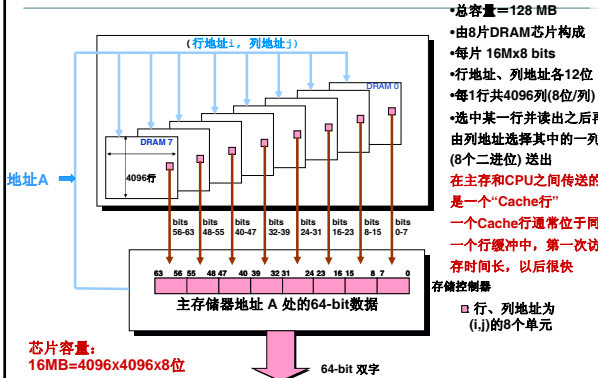 (行地址i, 列地址j)
DRAM 0
DRAM 7
4096行
地址A
bits
56-63
bits
48-55
bits
40-47
bits
32-39
bits
24-31
bits
16-23
bits
8-15
bits
0-7
63 56 55 48 47 40 39 32 31 24 23 16 15 8 7 0
主存储器地址 A 处的64-bit数据
存储控制器
行、列地址为
(i,j)的8个单元
芯片容量：
16MB=4096x4096x8位
64-bit 双字
•总容量＝128 MB
•由8片DRAM芯片构成
•每片 16Mx8 bits
•行地址、列地址各12位
•每1行共4096列(8位/列)
•选中某一行并读出之后再
由列地址选择其中的一列
(8个二进位) 送出
在主存和CPU之间传送的
是一个“Cache行”
一个Cache行通常位于同
一个行缓冲中，第一次访
存时间长，以后很快